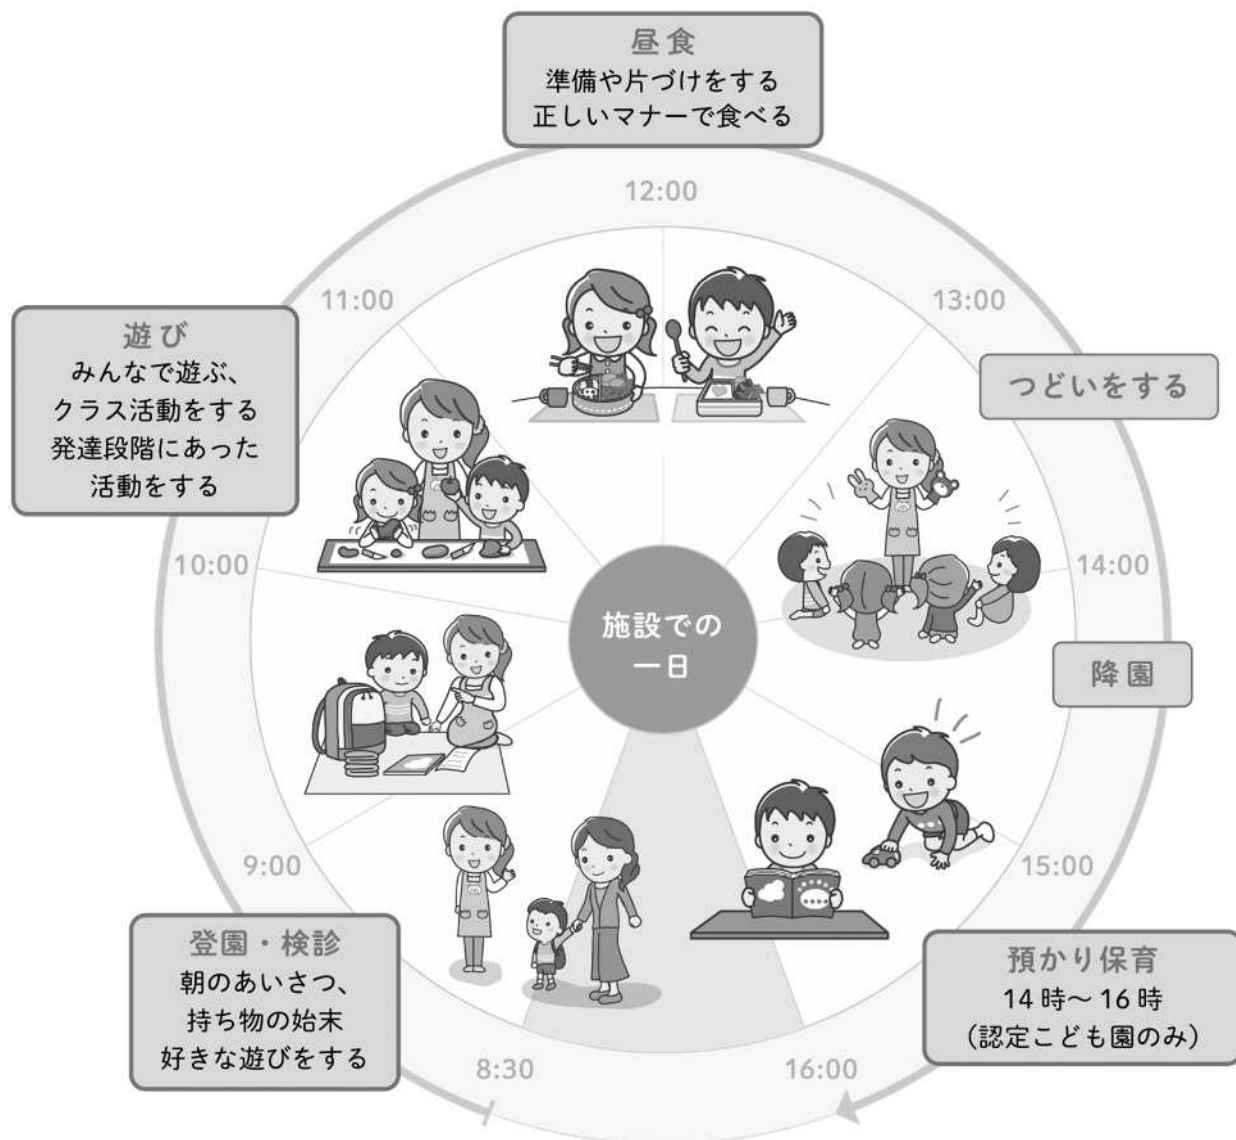 昼食
準備や片づけをする
正しいマナーで食べる
12:00
11:00
13:00
遊び
みんなで遊ぶ、
クラス活動をする
発達段階にあった
活動をする
つどいをする
10:00
14:00
施設での
一日
降園
9:00
15:00
登園・検診
朝のあいさつ、
持ち物の始末
好きな遊びをする
預かり保育
14時～16時
(認定こども園のみ)
8:30
16:00